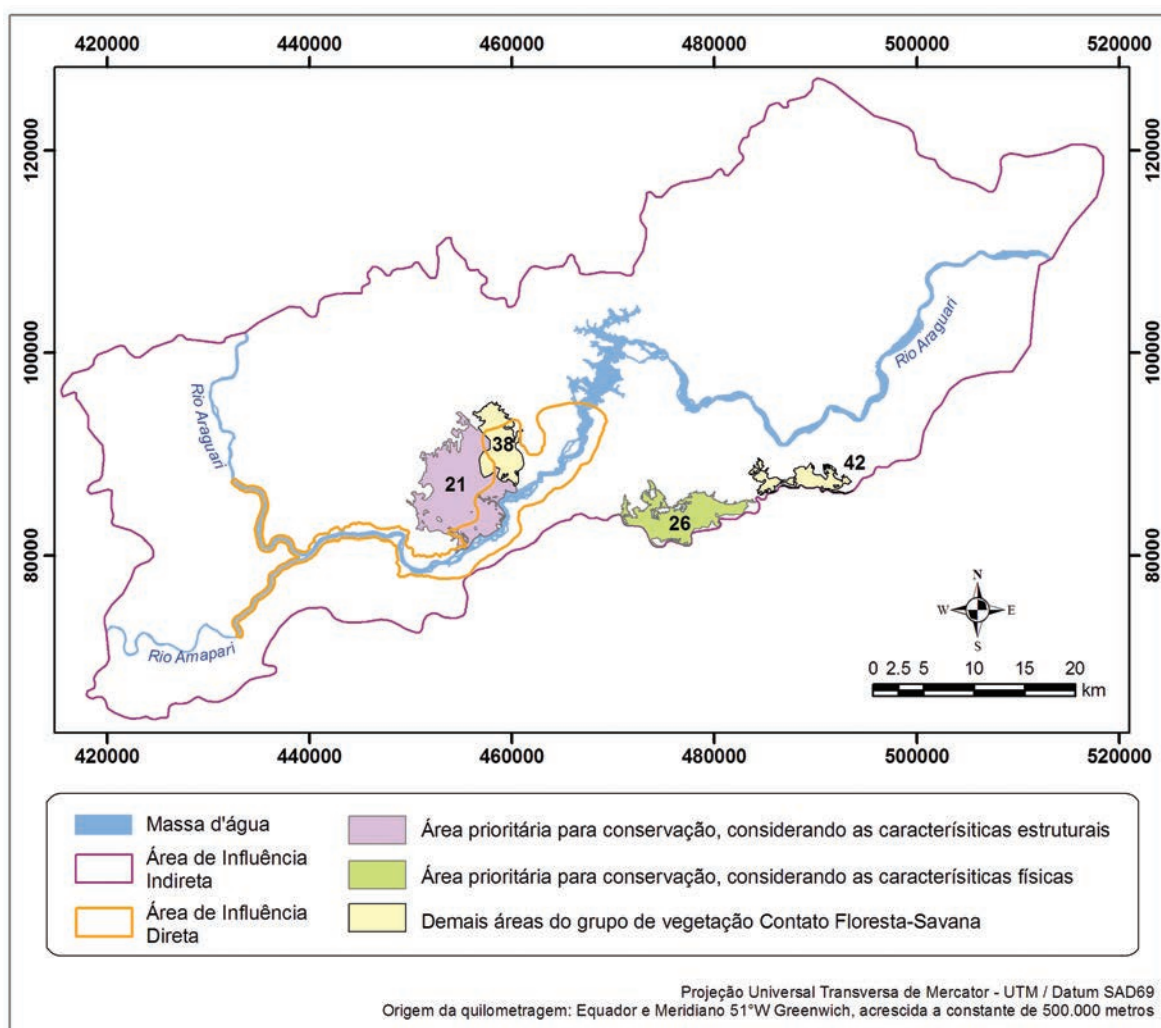 420000 440000 460000 480000 500000 520000
120000 120000
100000 100000
80000 80000
Rio Araguari
Rio Araguari
Rio Amapari
38
21
42
26
N
W E
S
0 2.5 5 10 15 20
km
420000 440000 460000 480000 500000 520000
Massa d'água
Área de Influência
Indireta
Área de Influência
Direta
Área prioritária para conservação, considerando as caracterísiticas estruturais
Área prioritária para conservação, considerando as caracterísiticas físicas
Demais áreas do grupo de vegetação Contato Floresta-Savana
Projeção Universal Transversa de Mercator - UTM / Datum SAD69
Origem da quilometragem: Equador e Meridiano 51°W Greenwich, acrescida a constante de 500.000 metros